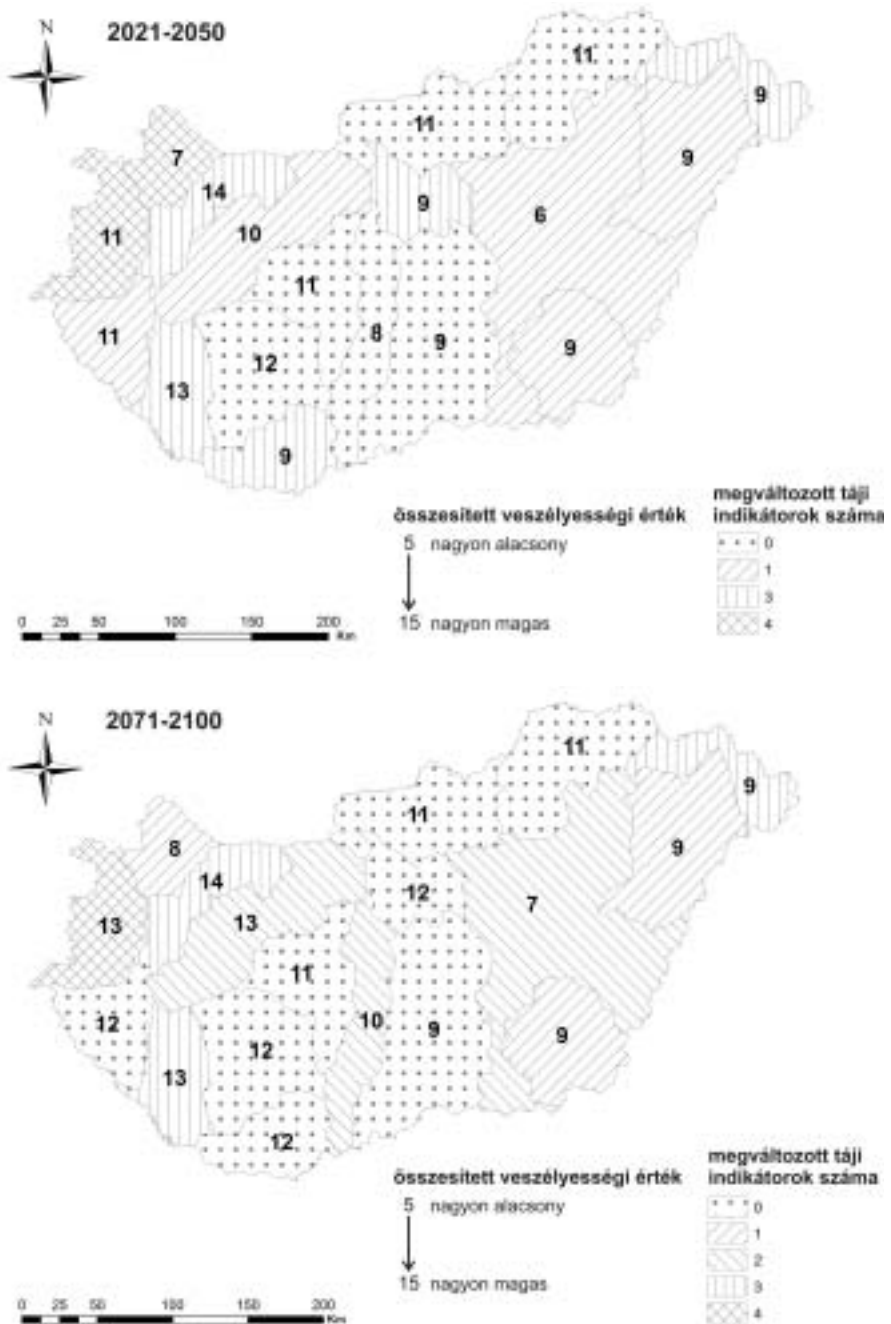 N
2021-2050
11
9
11
7
9
14
9
6
11
10
11
8
9
11
12
9
13
9
összesített veszélyességi érték
5 nagyon alacsony
15 nagyon magas
megváltozott táji
indikátorok száma
0
1
3
4
0 25 50 100 150 200
Km
N
2071-2100
11
9
11
8
9
14
12
7
13
13
11
12
10
9
9
12
13
12
összesített veszélyességi érték
5 nagyon alacsony
15 nagyon magas
megváltozott táji
indikátorok száma
0
1
2
3
4
0 25 50 100 150 200
Km